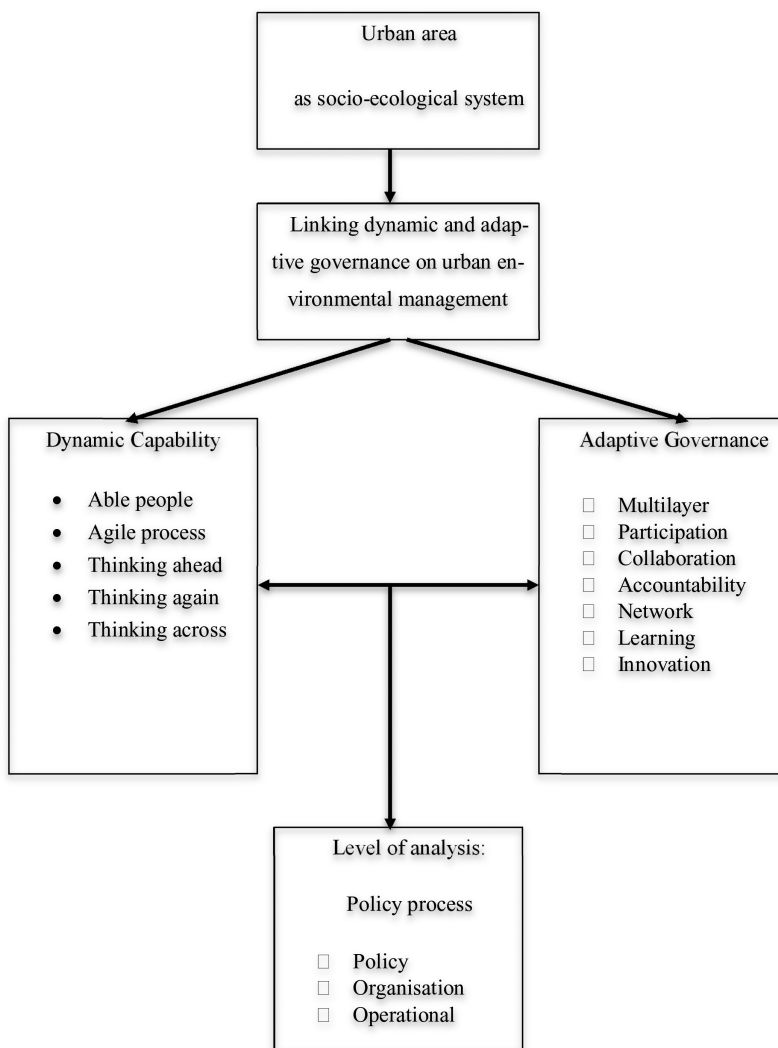 Urban area
as socio-ecological system
Linking dynamic and adap-
tive governance on urban en-
vironmental management
Dynamic Capability
• Able people
• Agile process
• Thinking ahead
• Thinking again
• Thinking across
Adaptive Governance
Multilayer
Participation
Collaboration
Accountability
Network
Learning
Innovation
Level of analysis:
Policy process
Policy
Organisation
Operational